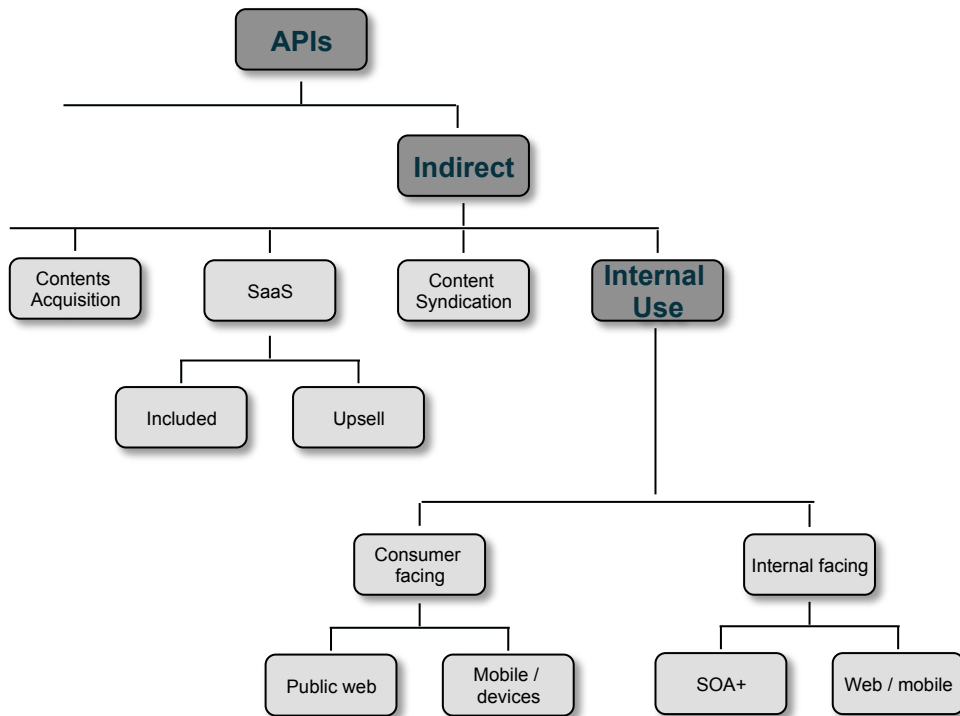 APIs
Indirect
Contents
Acquisition
SaaS
Content
Syndication
Internal
Use
Included
Upsell
Consumer
facing
Internal facing
Public web
Mobile /
devices
SOA+
Web / mobile